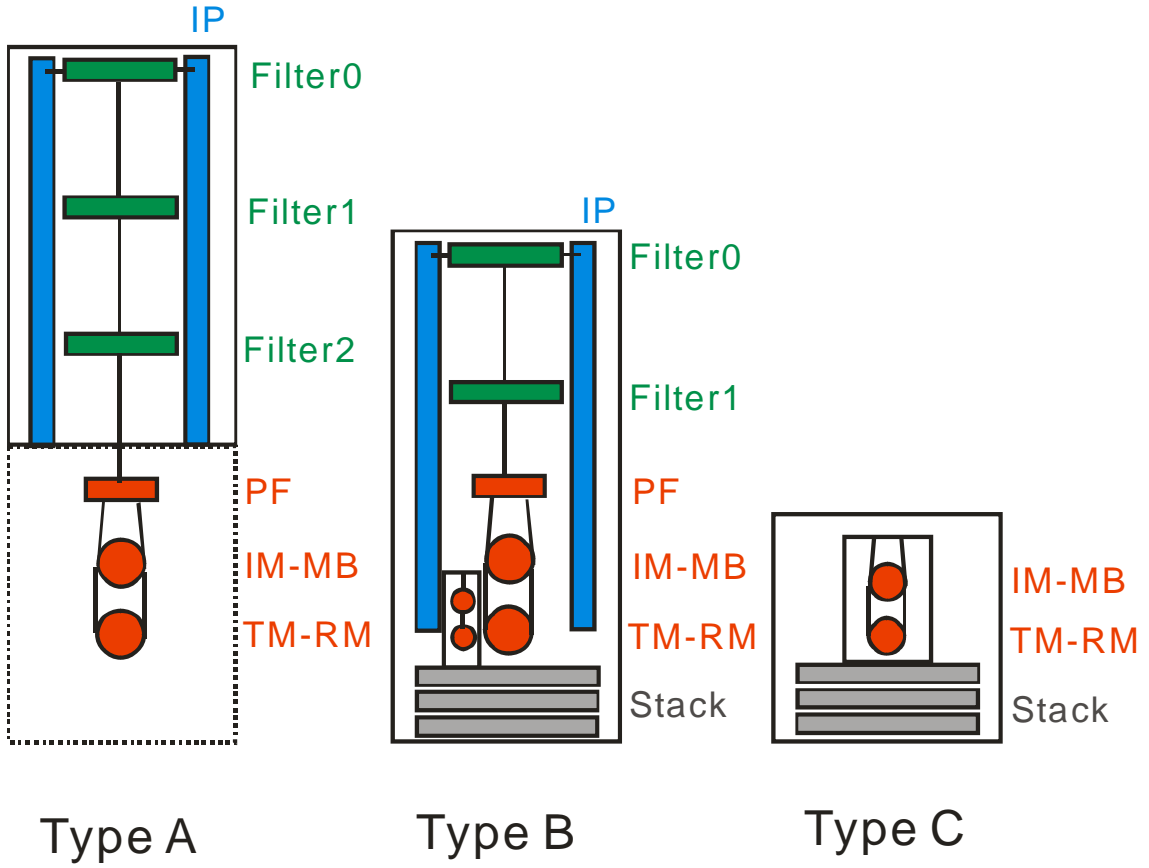 IP
Filter0
Filter1
Filter2
PF
IM-MB
TM-RM
Type A
IP
Filter0
Filter1
PF
IM-MB
TM-RM
Stack
Type B
IM-MB
TM-RM
Stack
Type C